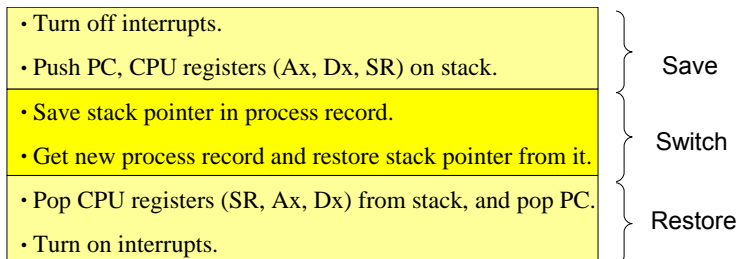 · Turn off interrupts.
· Push PC, CPU registers (Ax, Dx, SR) on stack.
Save
· Save stack pointer in process record.
· Get new process record and restore stack pointer from it.
Switch
· Pop CPU registers (SR, Ax, Dx) from stack, and pop PC.
· Turn on interrupts.
Restore